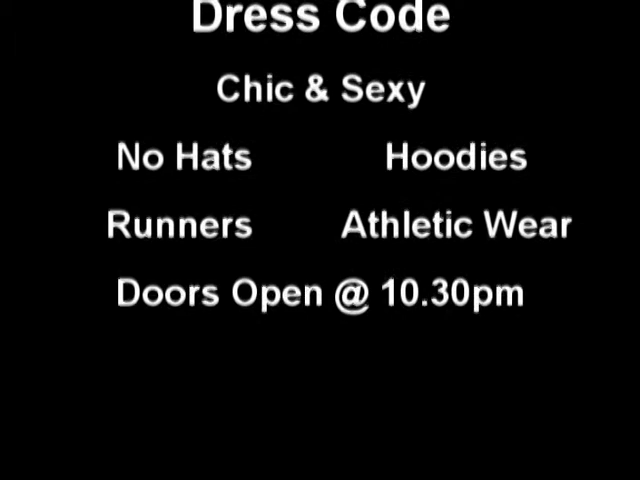 Dress Code
Chic & Sexy
No Hats Hoodies
Runners Athletic Wear
Doors Open @ 10.30pm